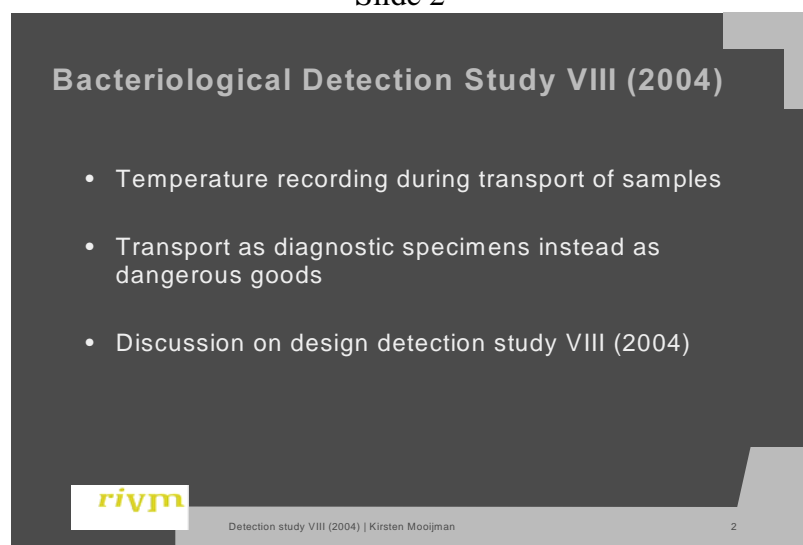 Slide 2
Bacteriological Detection Study VIII (2004)
• Temperature recording during transport of samples
• Transport as diagnostic specimens instead as
dangerous goods
• Discussion on design detection study VIII (2004)
rivm
Detection study VIII (2004) | Kirsten Mooijman
2